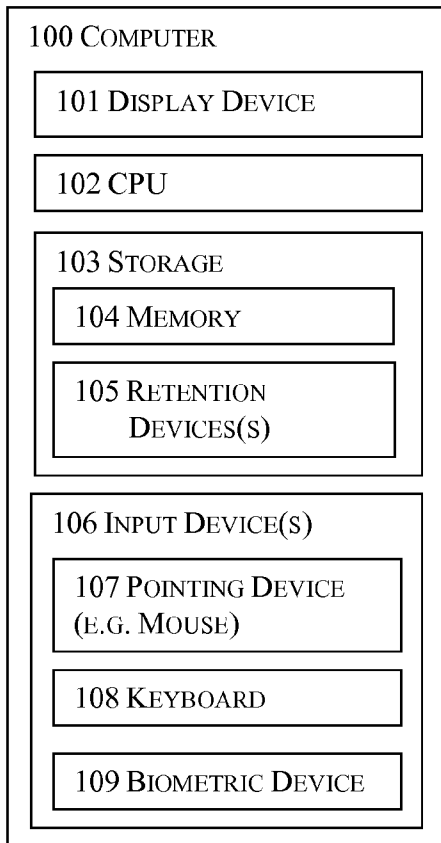 100 COMPUTER
101 DISPLAY DEVICE
102 CPU
103 STORAGE
104 MEMORY
105 RETENTION
DEVICES(S)
106 INPUT DEVICE(S)
107 POINTING DEVICE
(E.G. MOUSE)
108 KEYBOARD
109 BIOMETRIC DEVICE